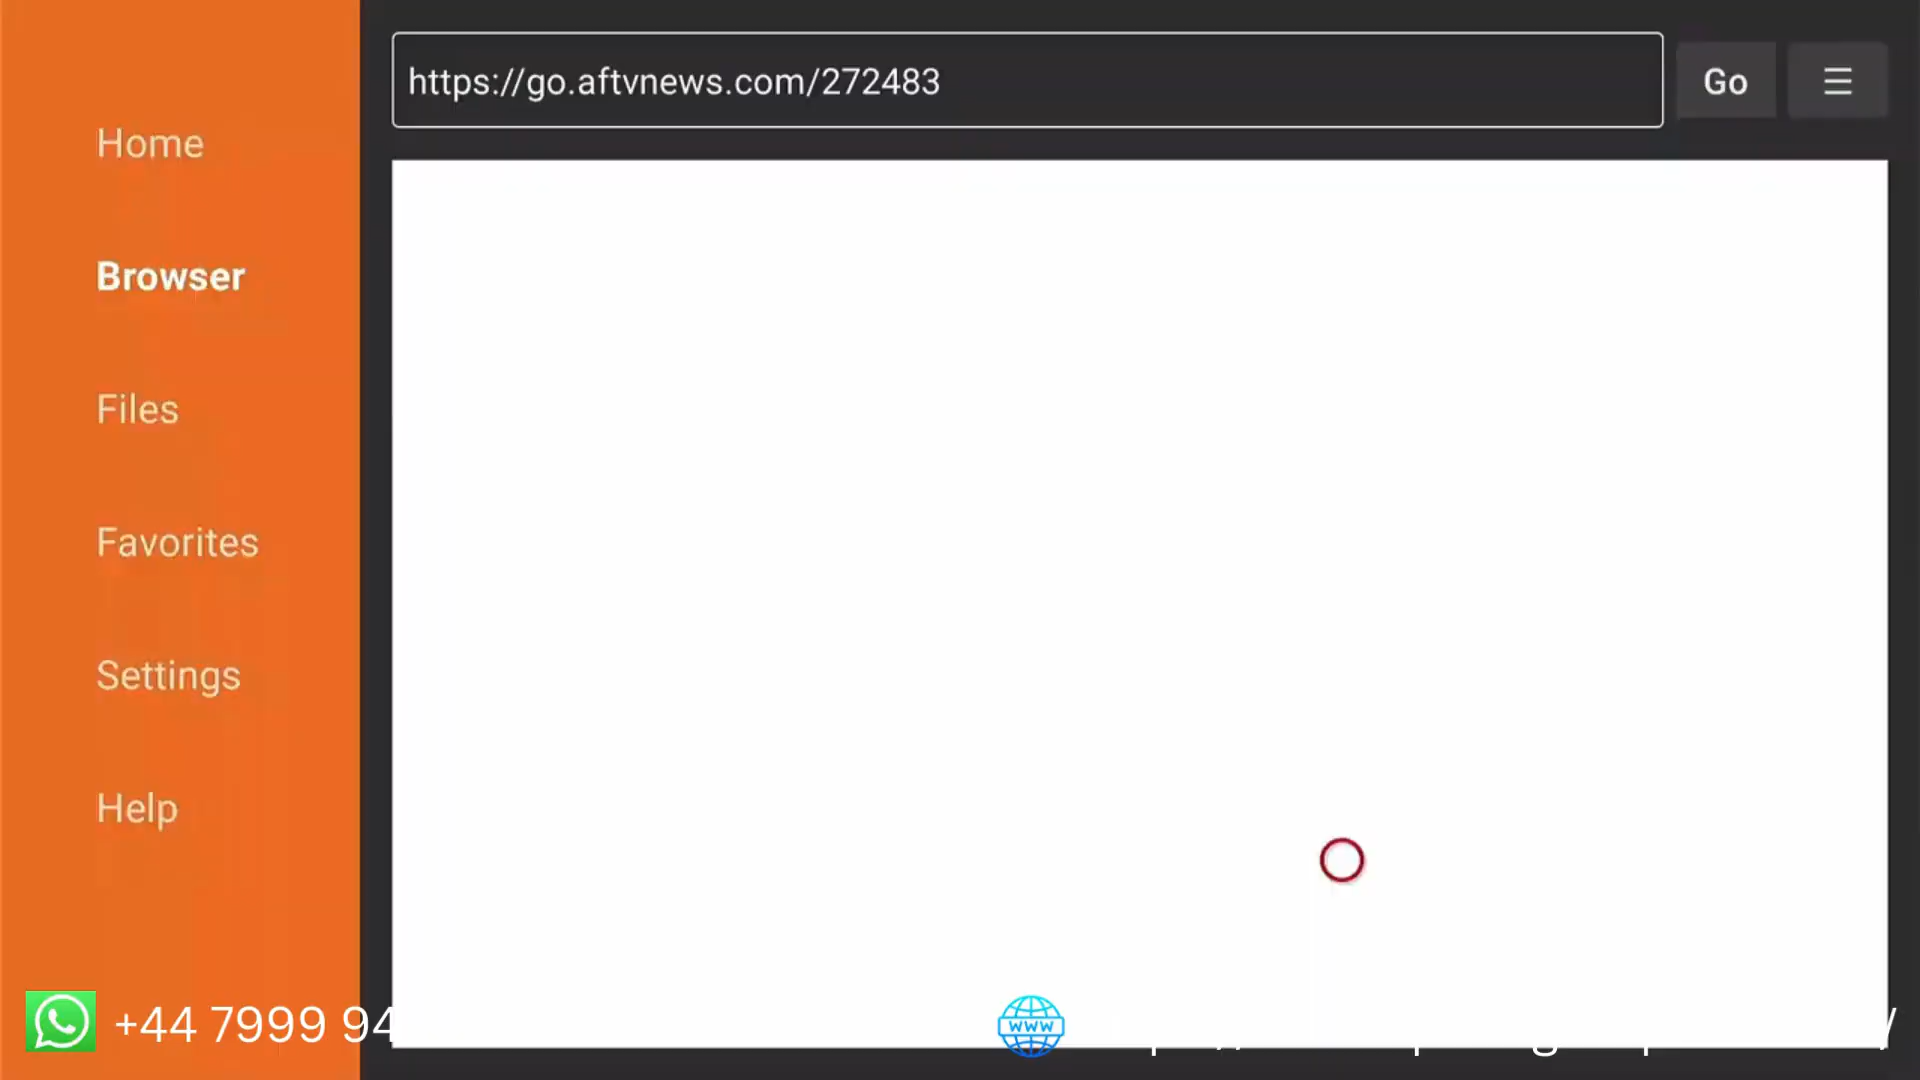 https://go.aftvnews.com/272483
Go
Home
Browser
Files
Favorites
Settings
Help
+44 7999 94
WWW